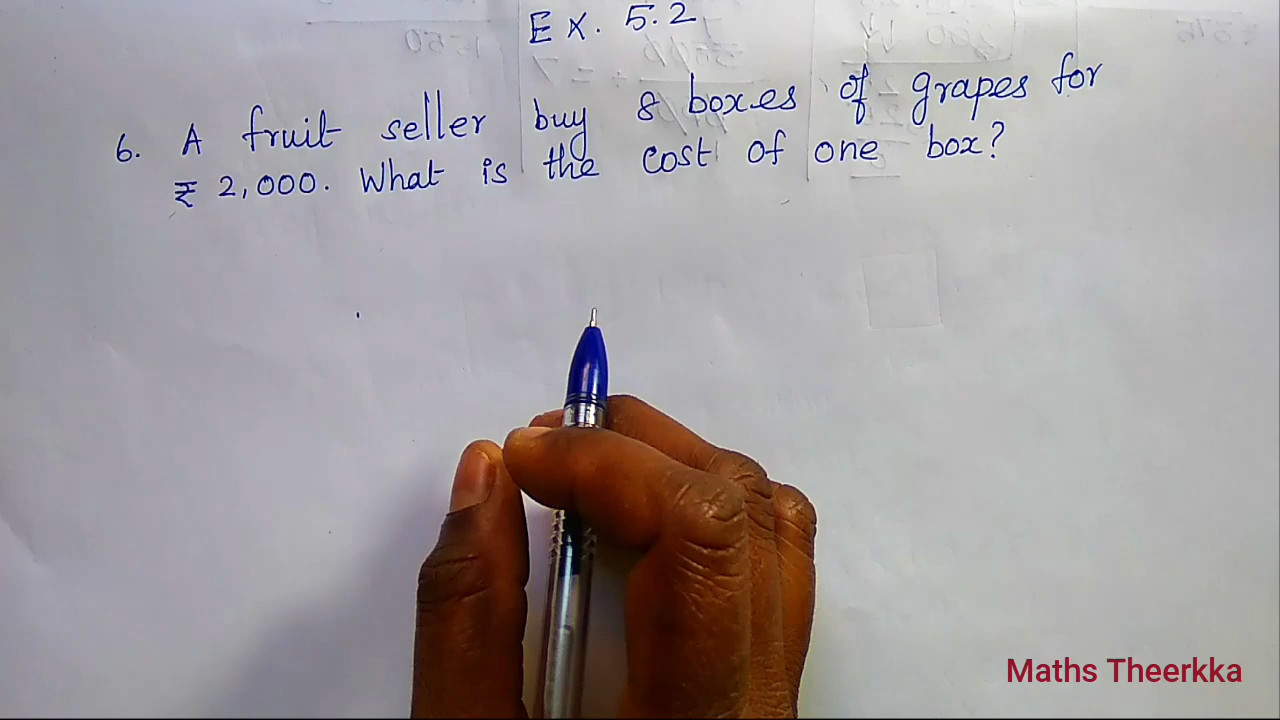 Ex. 5.2
6. A fruit seller buy 8 boxes of grapes for
₹ 2,000. What is the cost of one box?
Maths Theerkka